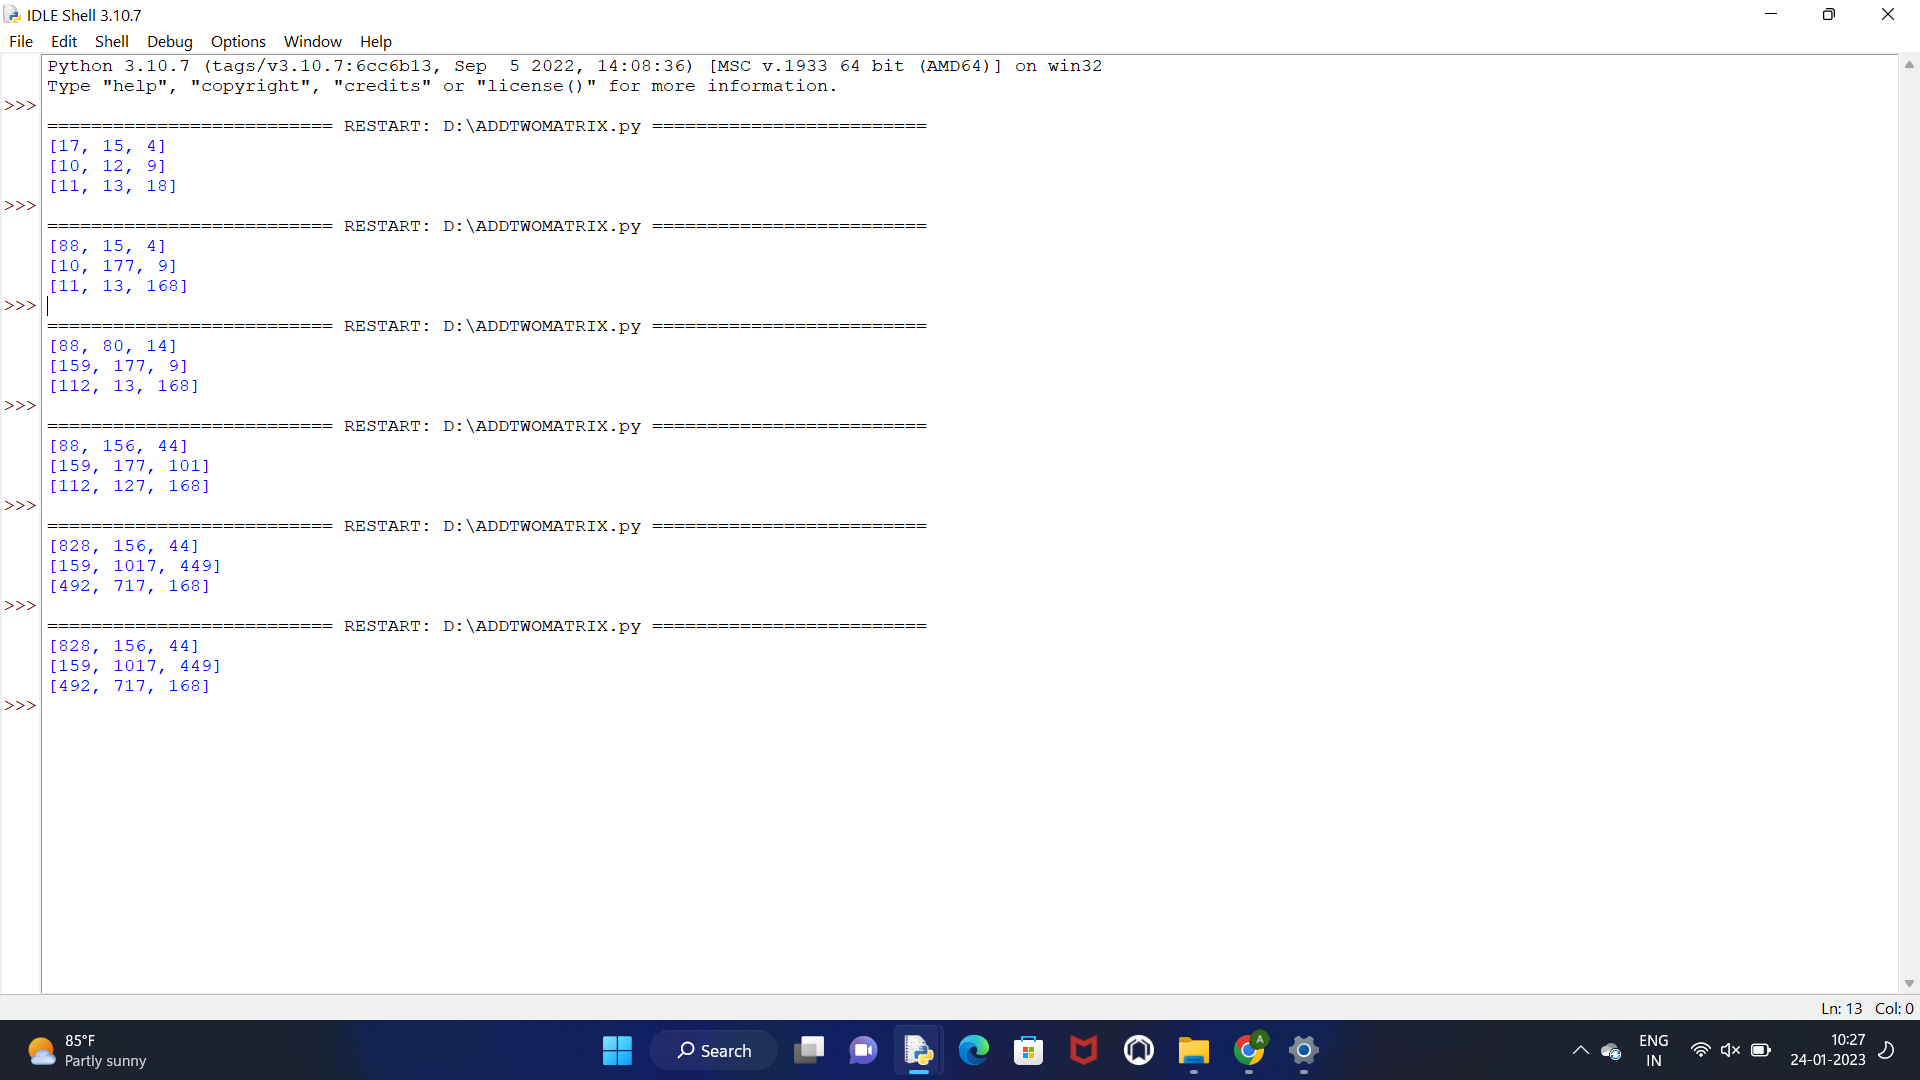 IDLE Shell 3.10.7
File Edit Shell Debug Options Window Help
Python 3.10.7 (tags/v3.10.7:6cc6b13, Sep  5 2022, 14:08:36) [MSC v.1933 64 bit (AMD64)] on win32
Type "help", "copyright", "credits" or "license()" for more information.
>>>
========================== RESTART: D:\ADDTWOMATRIX.py =========================
[17, 15, 4]
[10, 12, 9]
[11, 13, 18]
>>>
========================== RESTART: D:\ADDTWOMATRIX.py =========================
[88, 15, 4]
[10, 177, 9]
[11, 13, 168]
>>>
========================== RESTART: D:\ADDTWOMATRIX.py =========================
[88, 80, 14]
[159, 177, 9]
[112, 13, 168]
>>>
========================== RESTART: D:\ADDTWOMATRIX.py =========================
[88, 156, 44]
[159, 177, 101]
[112, 127, 168]
>>>
========================== RESTART: D:\ADDTWOMATRIX.py =========================
[828, 156, 44]
[159, 1017, 449]
[492, 717, 168]
>>>
========================== RESTART: D:\ADDTWOMATRIX.py =========================
[828, 156, 44]
[159, 1017, 449]
[492, 717, 168]
>>>
Ln: 13 Col: 0
85°F
Partly sunny
Search
A
ENG
IN
10:27
24-01-2023